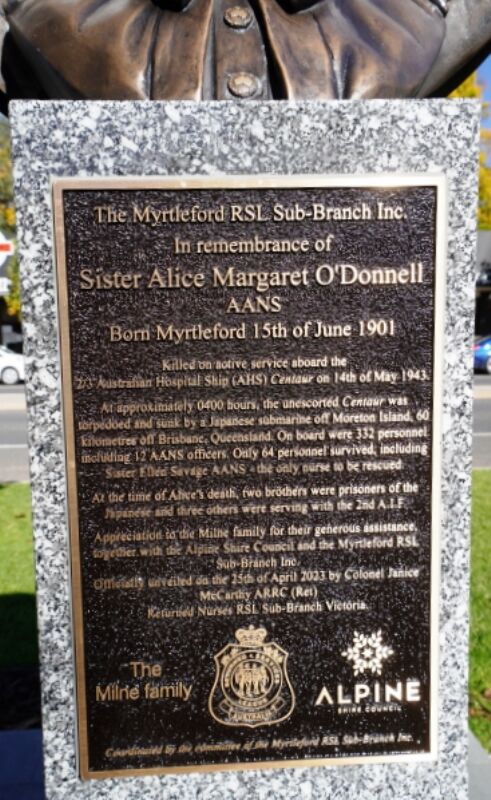 The Myrtleford RSL Sub-Branch Inc.
In remembrance of
Sister Alice Margaret O'Donnell
AANS
Born Myrtleford 15th of June 1901
Killed on active service aboard the
2/3 Australian Hospital Ship (AHS) Centaur on 14th of May 1943.
At approximately 0400 hours, the unescorted Centaur was
torpedoed and sunk by a Japanese submarine off Moreton Island, 60
kilometres off Brisbane, Queensland. On board were 332 personnel
including 12 AANS officers. Only 64 personnel survived, including
Sister Ellen Savage AANS - the only nurse to be rescued
At the time of Alice's death, two brothers were prisoners of the
Japanese and three others were serving with the 2nd A.I.F.
Appreciation to the Milne family for their generous assistance,
together with the Alpine Shire Council and the Myrtleford RSL
Sub-Branch Inc.
Officially unveiled on the 25th of April 2023 by Colonel Janice
McCarthy ARRC (Ret)
Returned Nurses RSL Sub-Branch Victoria.
The
Milne family
AUSTRALIA
ALPINE
SHIRE COUNCIL
Coordinated by the committee of the Myrtleford RSL Sub-Branch Inc.